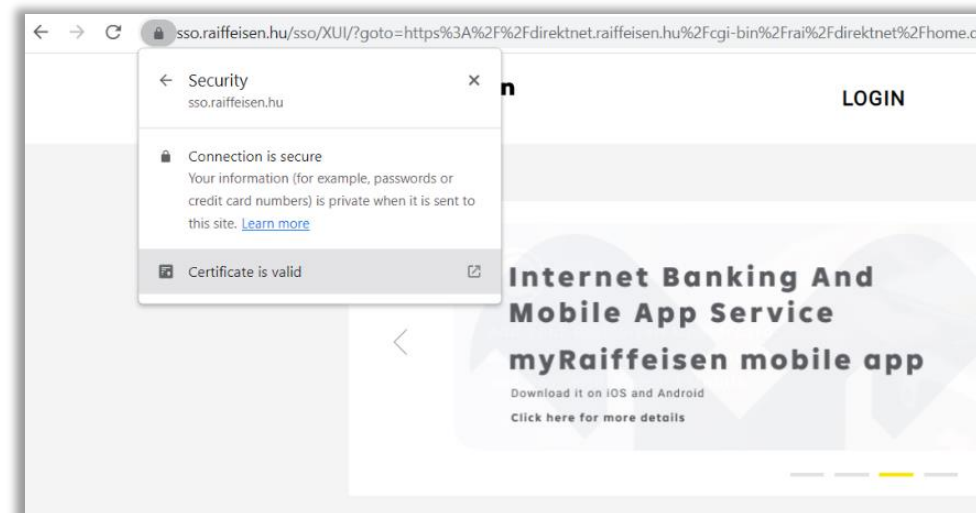 sso.raiffeisen.hu/sso/XUI/?goto=https%3A%2F%2Fdirektnet.raiffeisen.hu%2Fcgi-bin%2Frai%2Fdirektnet%2Fhome.
Security
sso.raiffeisen.hu
n
LOGIN
Connection is secure
Your information (for example, passwords or
credit card numbers) is private when it is sent to
this site. Learn more
Certificate is valid
Internet Banking And
Mobile App Service
myRaiffeisen mobile app
Download it on iOS and Android
Click here for more details